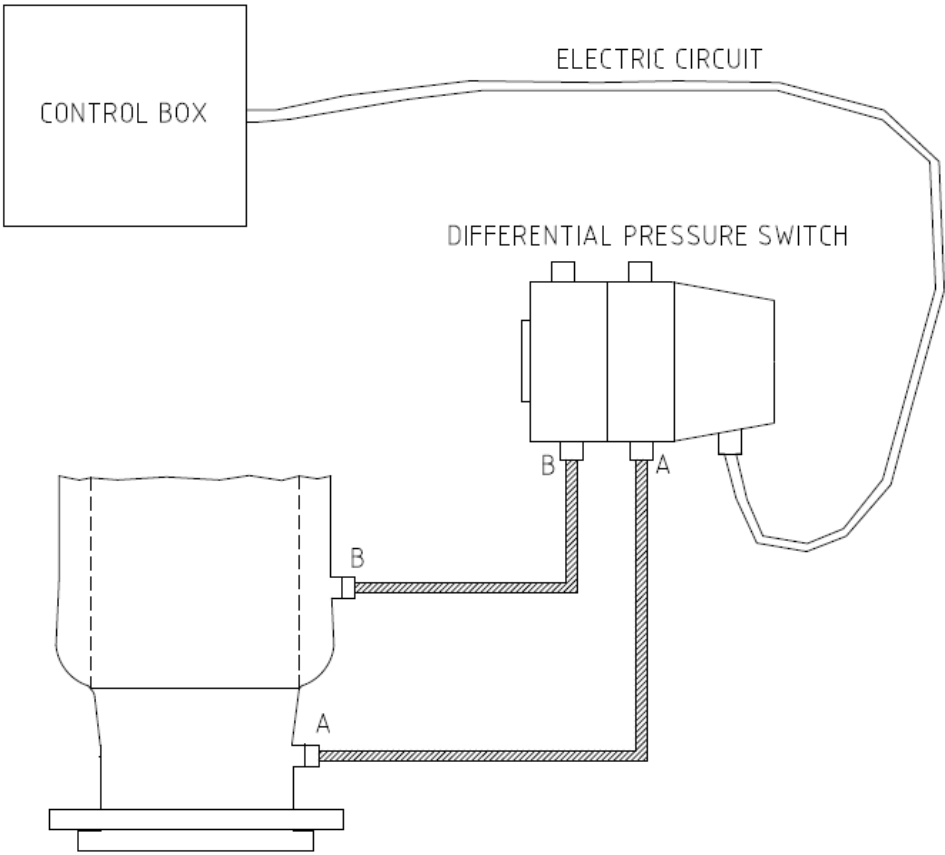 ELECTRIC CIRCUIT
CONTROL BOX
DIFFERENTIAL PRESSURE SWITCH
B
A
B
A